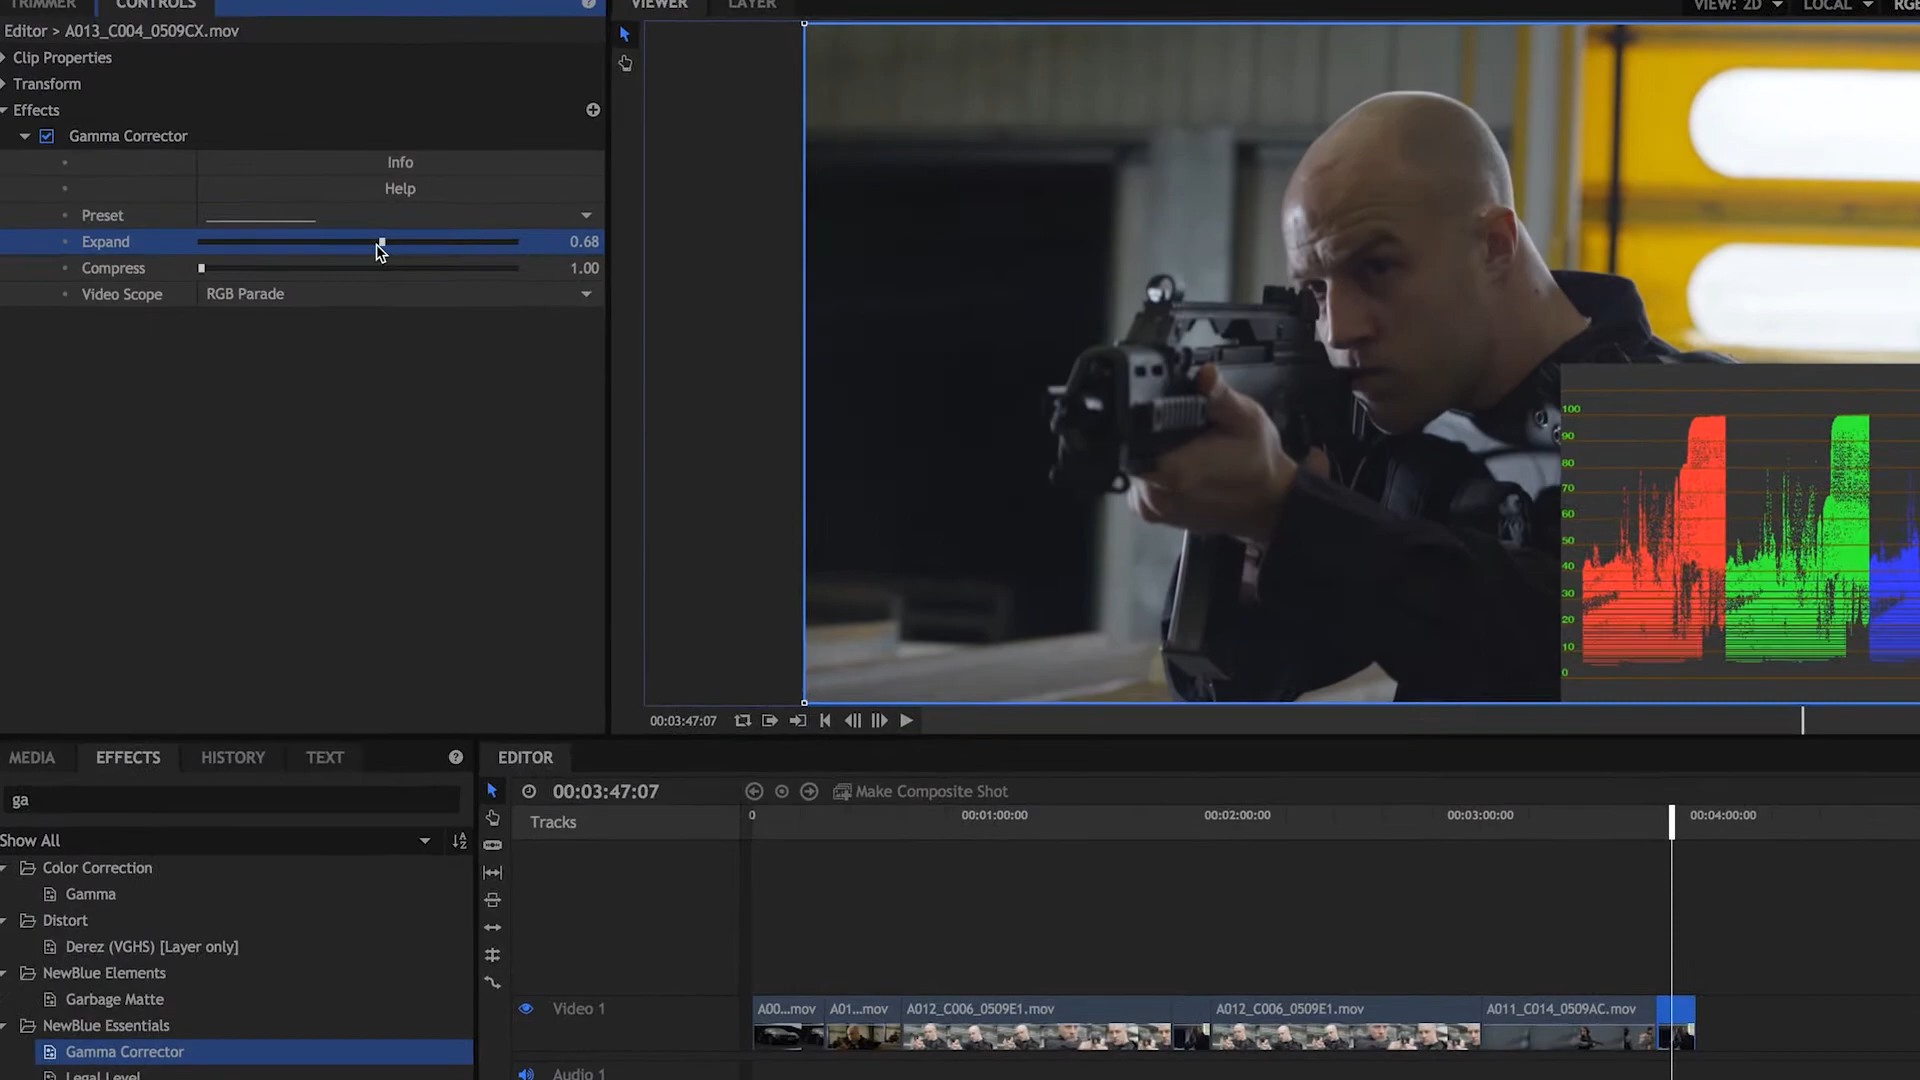 TRIMMER CONTROLS
Editor > A013_C004_0509CX.mov
Clip Properties
Transform
Effects
Gamma Corrector
Info
Help
Preset
Expand 0.68
Compress 1.00
Video Scope RGB Parade
VIEWER LAYER
VIEW: 2D LOCAL
100
90
80
70
60
50
40
30
20
10
0
00:03:47:07
MEDIA EFFECTS HISTORY TEXT
ga
Show All
Color Correction
Gamma
Distort
Derez (VGHS) [Layer only]
NewBlue Elements
Garbage Matte
NewBlue Essentials
Gamma Corrector
Legal Level
EDITOR
00:03:47:07 Make Composite Shot
Tracks
0 00:01:00:00 00:02:00:00 00:03:00:00 00:04:00:00
Video 1 A00...mov A01...mov A012_C006_0509E1.mov A012_C006_0509E1.mov A011_C014_0509AC.mov
Audio 1